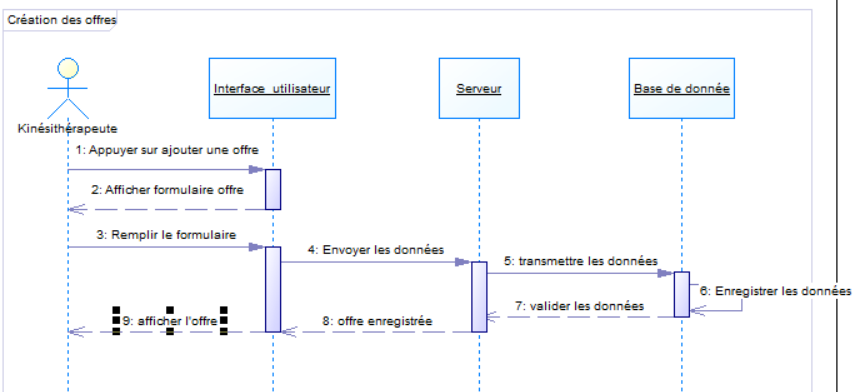 Création des offres
Interface utilisateur
Serveur
Base de donnée
Kinésithérapeute
1: Appuyer sur ajouter une offre
2: Afficher formulaire offre
3: Remplir le formulaire
4: Envoyer les données
5: transmettre les données
6: Enregistrer les données
7: valider les données
8: offre enregistrée
9: afficher l'offre